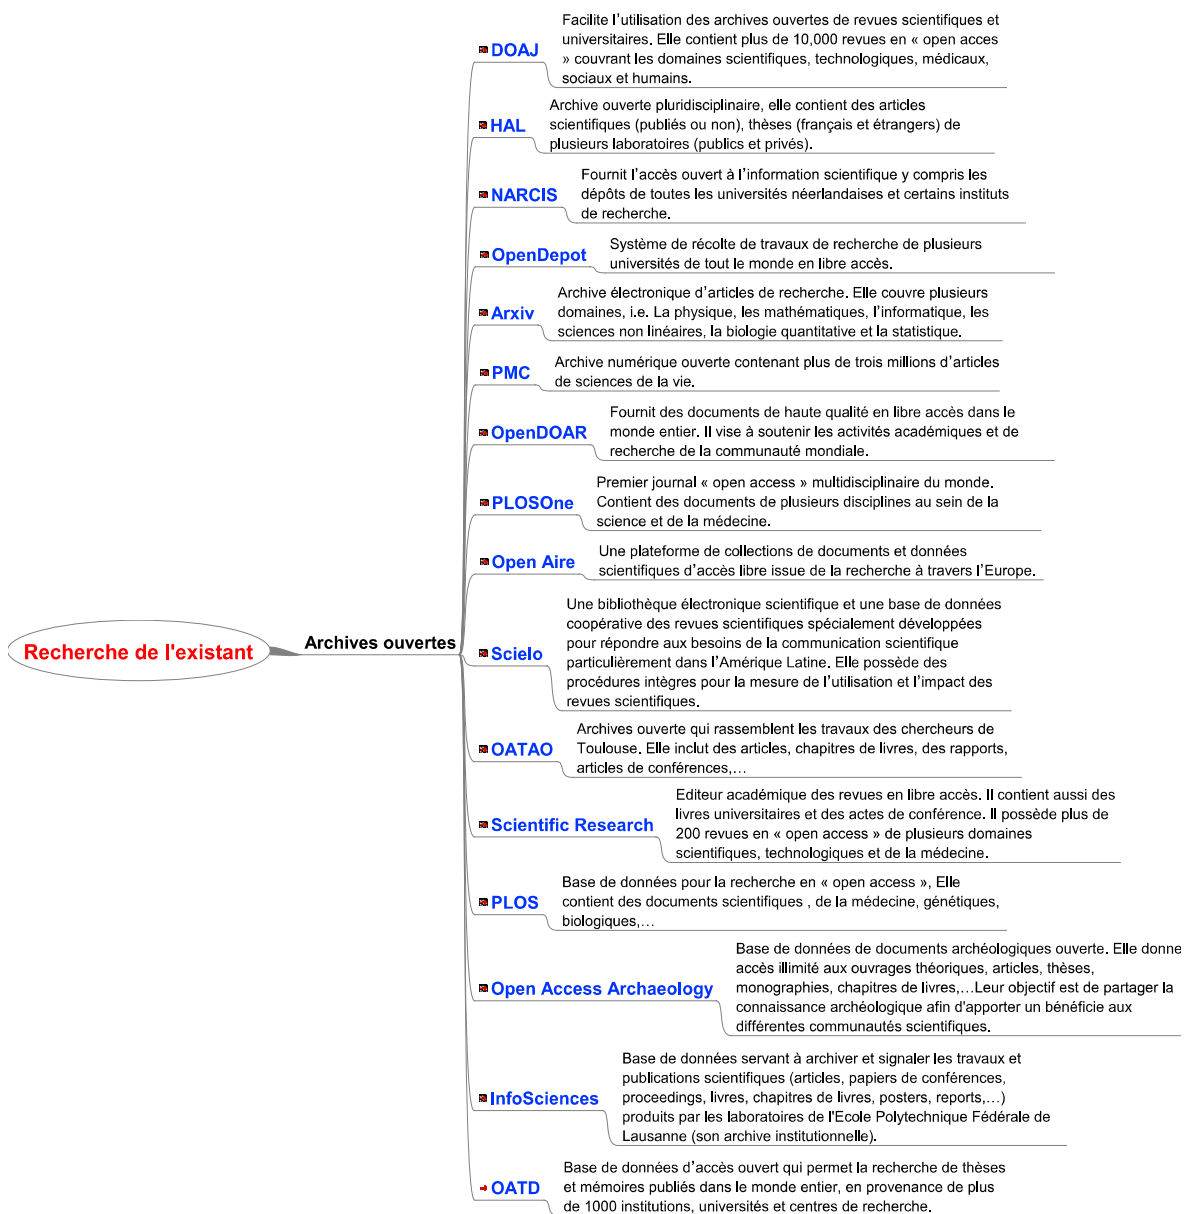 Recherche de l'existant
Archives ouvertes
DOAJ
Facilite l’utilisation des archives ouvertes de revues scientifiques et
universitaires. Elle contient plus de 10,000 revues en « open acces
» couvrant les domaines scientifiques, technologiques, médicaux,
sociaux et humains.
HAL
Archive ouverte pluridisciplinaire, elle contient des articles
scientifiques (publiés ou non), thèses (français et étrangers) de
plusieurs laboratoires (publics et privés).
NARCIS
Fournit l’accès ouvert à l’information scientifique y compris les
dépôts de toutes les universités néerlandaises et certains instituts
de recherche.
OpenDepot
Système de récolte de travaux de recherche de plusieurs
universités de tout le monde en libre accès.
Arxiv
Archive électronique d’articles de recherche. Elle couvre plusieurs
domaines, i.e. La physique, les mathématiques, l’informatique, les
sciences non linéaires, la biologie quantitative et la statistique.
PMC
Archive numérique ouverte contenant plus de trois millions d’articles
de sciences de la vie.
OpenDOAR
Fournit des documents de haute qualité en libre accès dans le
monde entier. Il vise à soutenir les activités académiques et de
recherche de la communauté mondiale.
PLOSOne
Premier journal « open access » multidisciplinaire du monde.
Contient des documents de plusieurs disciplines au sein de la
science et de la médecine.
Open Aire
Une plateforme de collections de documents et données
scientifiques d’accès libre issue de la recherche à travers l’Europe.
Scielo
Une bibliothèque électronique scientifique et une base de données
coopérative des revues scientifiques spécialement développées
pour répondre aux besoins de la communication scientifique
particulièrement dans l’Amérique Latine. Elle possède des
procédures intègres pour la mesure de l’utilisation et l’impact des
revues scientifiques.
OATAO
Archives ouverte qui rassemblent les travaux des chercheurs de
Toulouse. Elle inclut des articles, chapitres de livres, des rapports,
articles de conférences,…
Scientific Research
Editeur académique des revues en libre accès. Il contient aussi des
livres universitaires et des actes de conférence. Il possède plus de
200 revues en « open access » de plusieurs domaines
scientifiques, technologiques et de la médecine.
PLOS
Base de données pour la recherche en « open access », Elle
contient des documents scientifiques , de la médecine, génétiques,
biologiques,…
Open Access Archaeology
Base de données de documents archéologiques ouverte. Elle donne
accès illimité aux ouvrages théoriques, articles, thèses,
monographies, chapitres de livres,…Leur objectif est de partager la
connaissance archéologique afin d'apporter un bénéficie aux
différentes communautés scientifiques.
InfoSciences
Base de données servant à archiver et signaler les travaux et
publications scientifiques (articles, papiers de conférences,
proceedings, livres, chapitres de livres, posters, reports,…)
produits par les laboratoires de l'Ecole Polytechnique Fédérale de
Lausanne (son archive institutionnelle).
OATD
Base de données d’accès ouvert qui permet la recherche de thèses
et mémoires publiés dans le monde entier, en provenance de plus
de 1000 institutions, universités et centres de recherche.